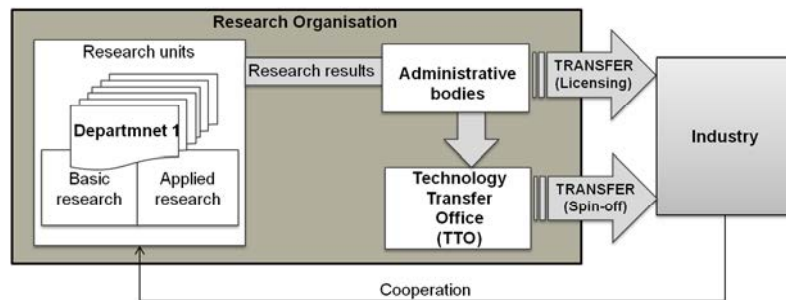 Research Organisation
Research units
Departmnet 1
Basic
research
Applied
research
Research results
Administrative
bodies
TRANSFER
(Licensing)
Technology
Transfer
Office
(TTO)
TRANSFER
(Spin-off)
Industry
Cooperation